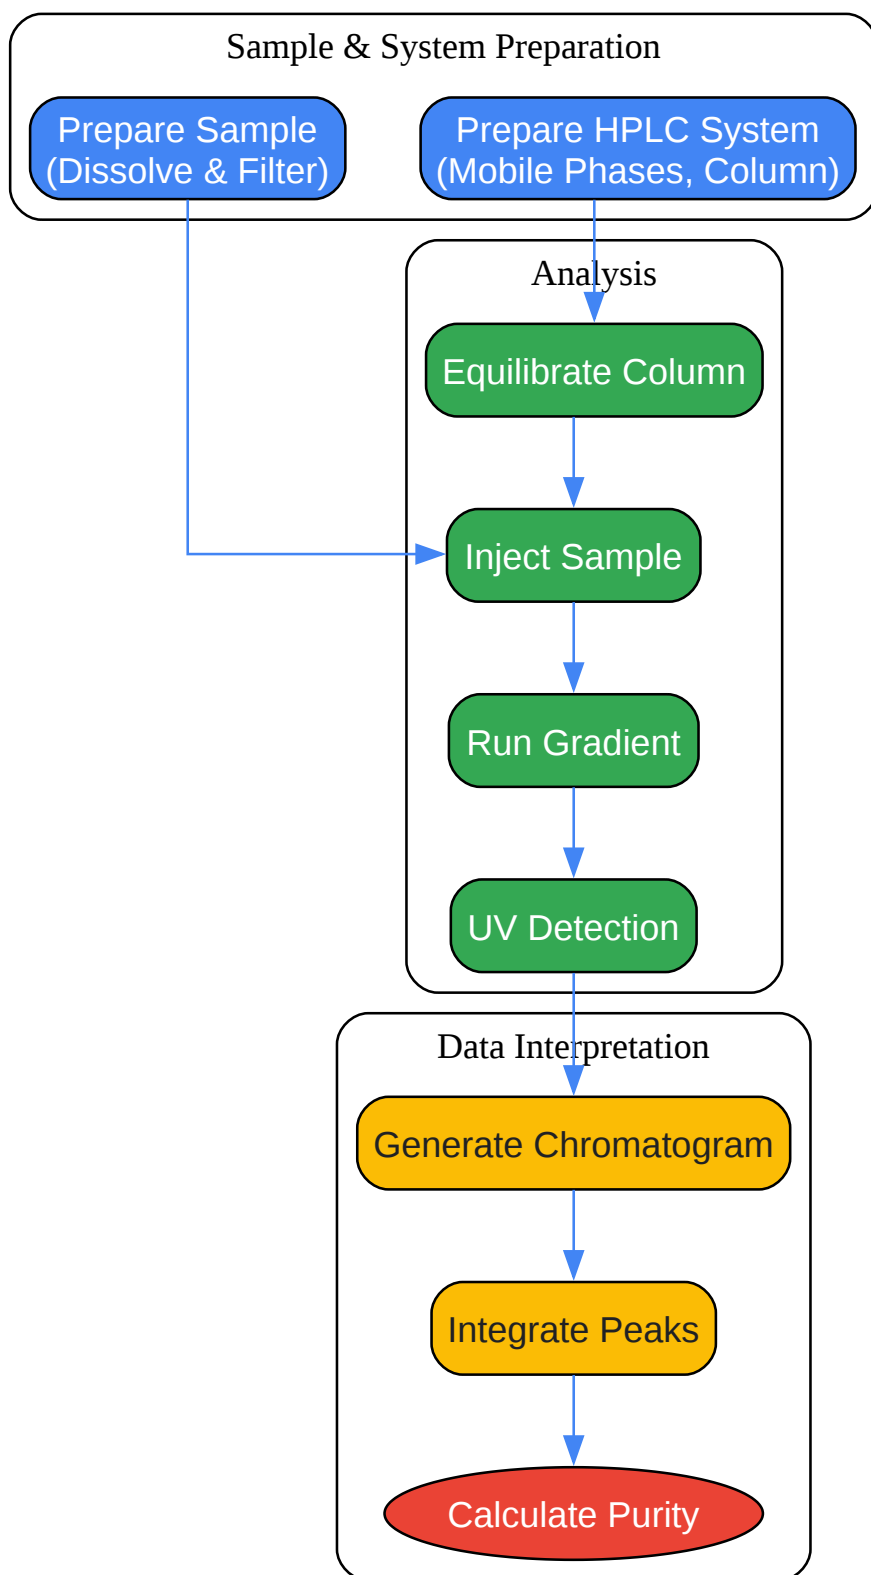 Sample & System Preparation
Prepare Sample
(Dissolve & Filter)
Prepare HPLC System
(Mobile Phases, Column)
Analysis
Equilibrate Column
Inject Sample
Run Gradient
UV Detection
Data Interpretation
Generate Chromatogram
Integrate Peaks
Calculate Purity